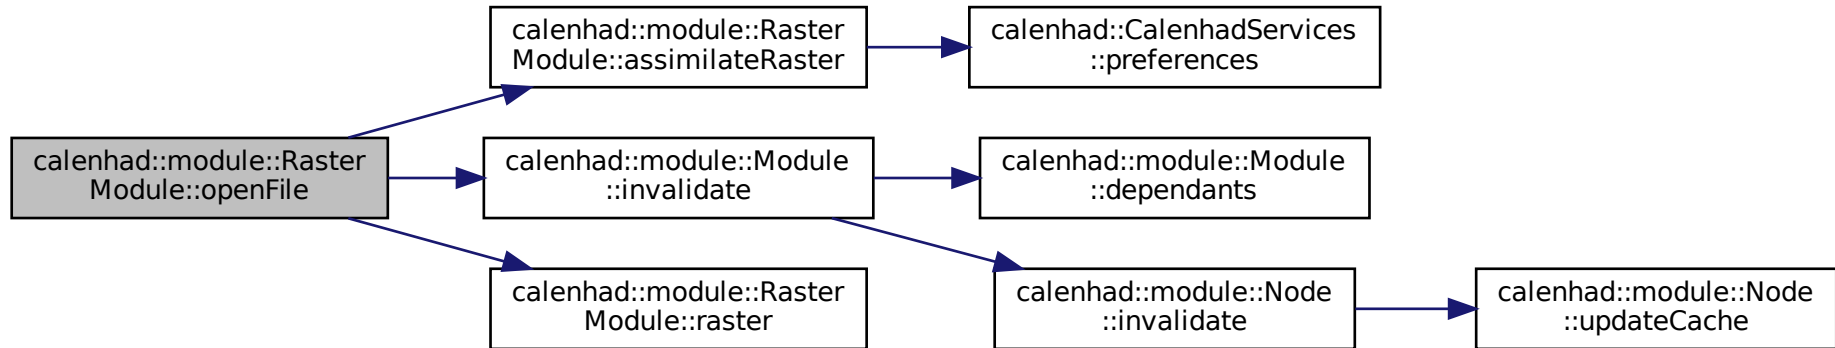 calenhad::module::Raster
Module::assimilateRaster
calenhad::CalenhadServices
::preferences
calenhad::module::Raster
Module::openFile
calenhad::module::Module
::invalidate
calenhad::module::Module
::dependants
calenhad::module::Raster
Module::raster
calenhad::module::Node
::invalidate
calenhad::module::Node
::updateCache